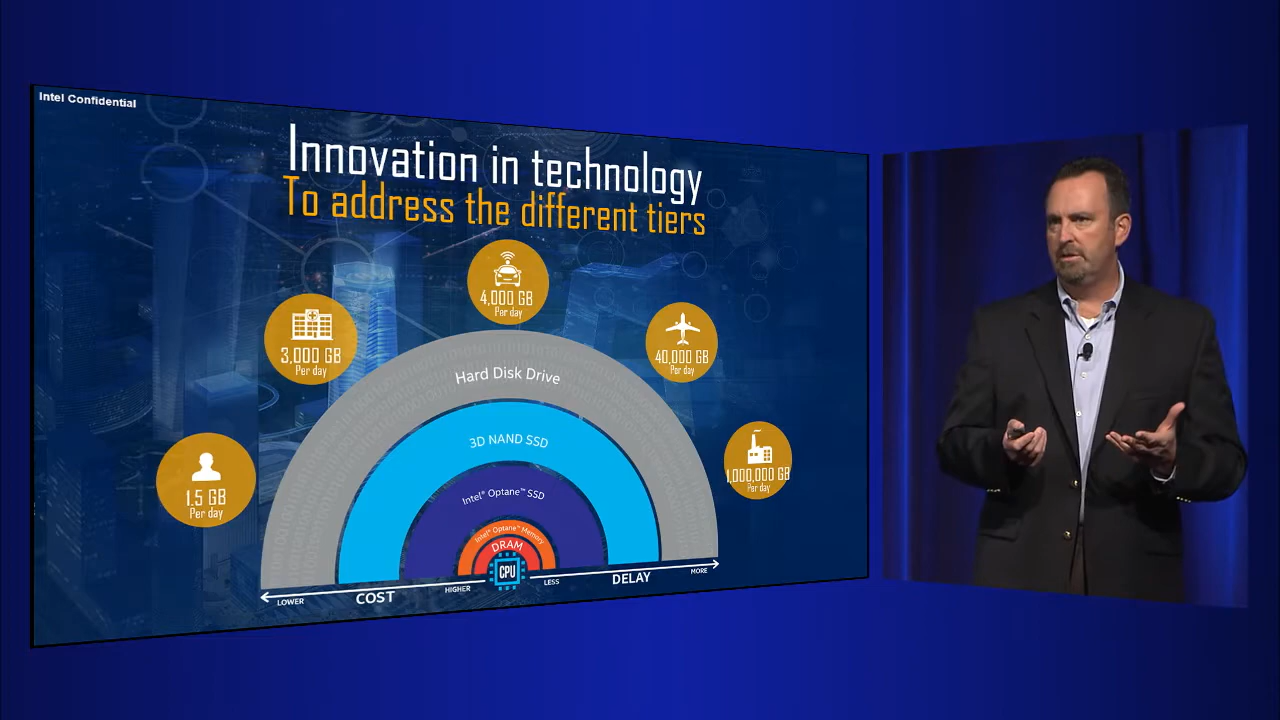 Intel Confidential
Innovation in technology
To address the different tiers
4,000 GB
Per day
3,000 GB
Per day
40,000 GB
Per day
1.5 GB
Per day
1,000,000 GB
Per day
Hard Disk Drive
3D NAND SSD
Intel® Optane™ SSD
Intel® Optane™ Memory
DRAM
CPU
LOWER COST HIGHER
LESS DELAY MORE